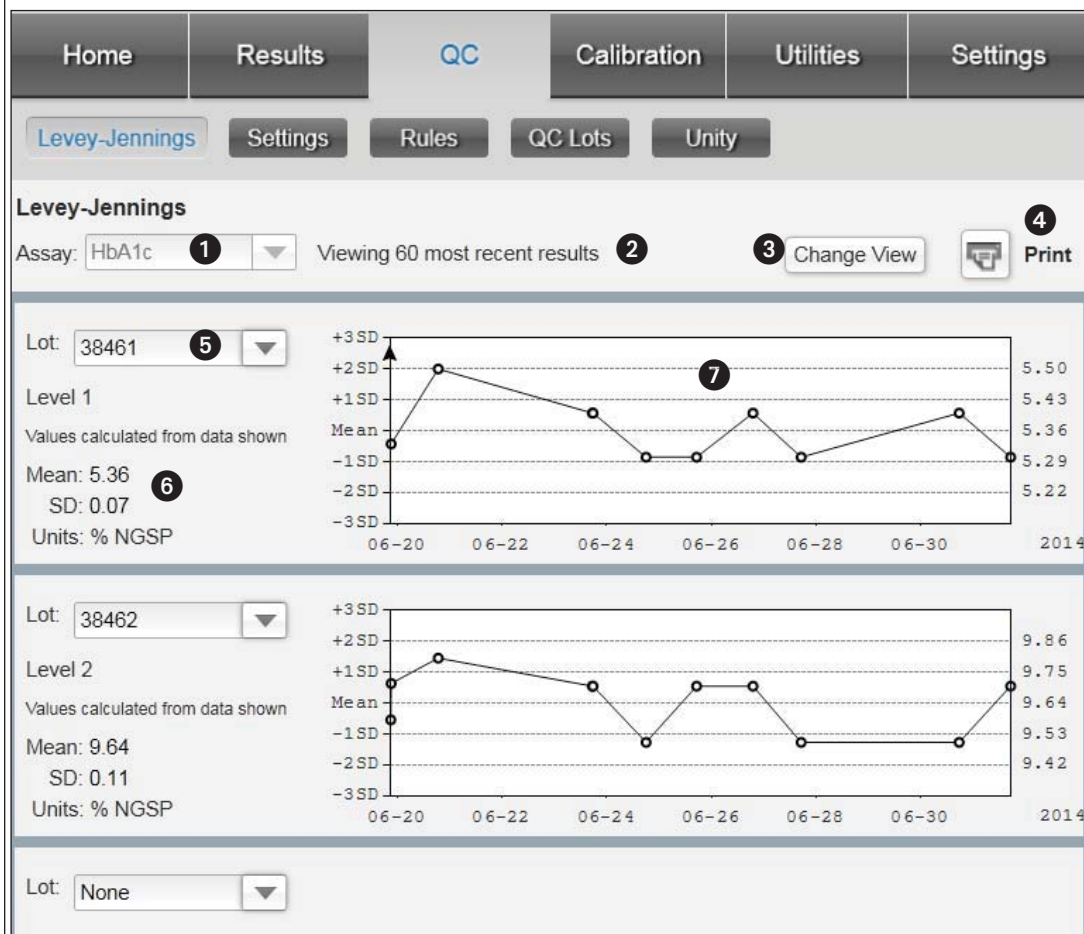 Home Results QC Calibration Utilities Settings
Levey-Jennings Settings Rules QC Lots Unity
Levey-Jennings
4
Assay: HbA1c 1 Viewing 60 most recent results 2 3 Change View Print
Lot: 38461 5
Level 1
Values calculated from data shown
Mean: 5.36
6
SD: 0.07
Units: % NGSP
+3SD
+2SD 5.50
7
+1SD 5.43
Mean 5.36
-1SD 5.29
-2SD 5.22
-3SD
06-20 06-22 06-24 06-26 06-28 06-30 2014
Lot: 38462
Level 2
Values calculated from data shown
Mean: 9.64
SD: 0.11
Units: % NGSP
+3SD
+2SD 9.86
+1SD 9.75
Mean 9.64
-1SD 9.53
-2SD 9.42
-3SD
06-20 06-22 06-24 06-26 06-28 06-30 2014
Lot: None